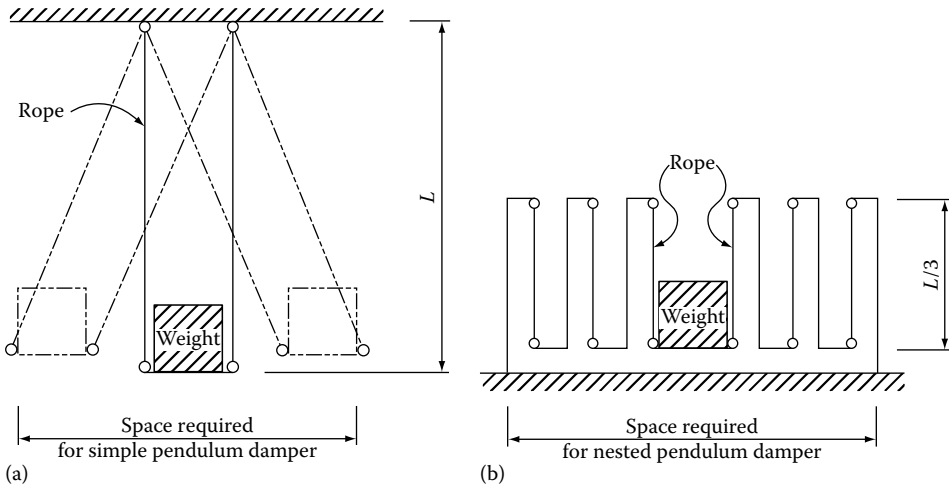 Rope
L
Weight
Space required
for simple pendulum damper
(a)
Rope
L/3
Weight
Space required
for nested pendulum damper
(b)